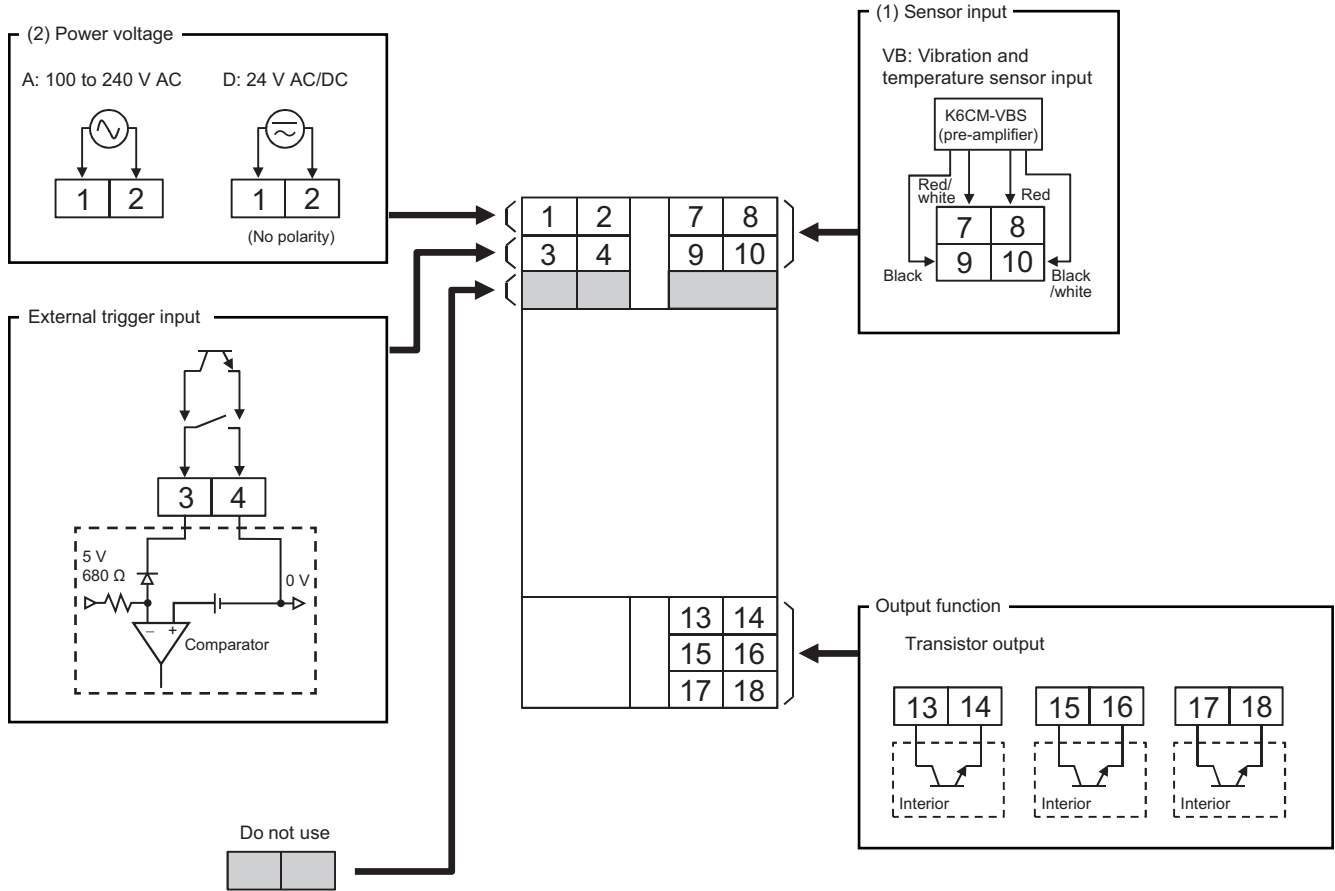 (2) Power voltage
A: 100 to 240 V AC
D: 24 V AC/DC
1 2
1 2
(No polarity)
External trigger input
3 4
5 V
680 Ω
0 V
– +
Comparator
Do not use
1 2 7 8
3 4 9 10
13 14
15 16
17 18
(1) Sensor input
VB: Vibration and
temperature sensor input
K6CM-VBS
(pre-amplifier)
Red/
white
Red
7 8
9 10
Black
Black
/white
Output function
Transistor output
13 14
15 16
17 18
Interior
Interior
Interior